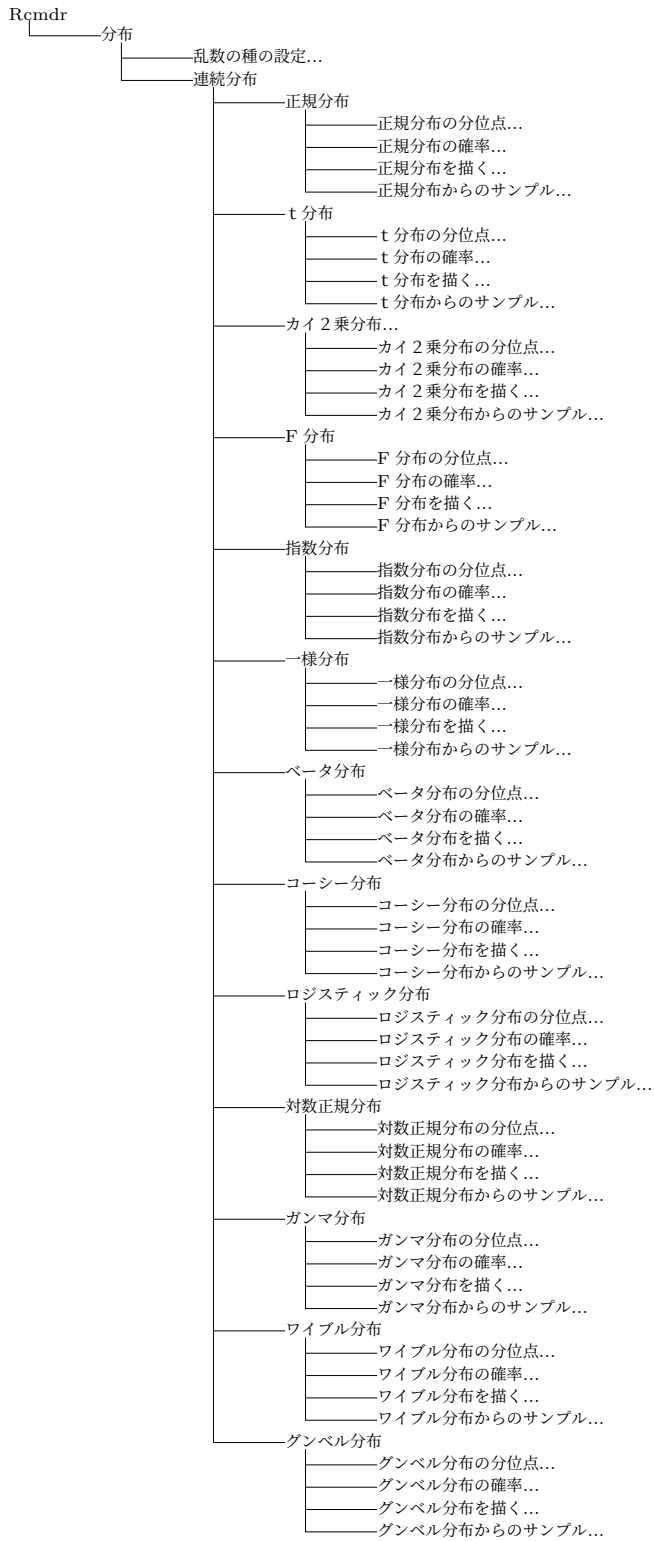 Rcmdr
分布
乱数の種の設定...
連続分布
正規分布
正規分布の分位点...
正規分布の確率...
正規分布を描く...
正規分布からのサンプル...
ｔ分布
ｔ分布の分位点...
ｔ分布の確率...
ｔ分布を描く...
ｔ分布からのサンプル...
カイ２乗分布...
カイ２乗分布の分位点...
カイ２乗分布の確率...
カイ２乗分布を描く...
カイ２乗分布からのサンプル...
F 分布
F 分布の分位点...
F 分布の確率...
F 分布を描く...
F 分布からのサンプル...
指数分布
指数分布の分位点...
指数分布の確率...
指数分布を描く...
指数分布からのサンプル...
一様分布
一様分布の分位点...
一様分布の確率...
一様分布を描く...
一様分布からのサンプル...
ベータ分布
ベータ分布の分位点...
ベータ分布の確率...
ベータ分布を描く...
ベータ分布からのサンプル...
コーシー分布
コーシー分布の分位点...
コーシー分布の確率...
コーシー分布を描く...
コーシー分布からのサンプル...
ロジスティック分布
ロジスティック分布の分位点...
ロジスティック分布の確率...
ロジスティック分布を描く...
ロジスティック分布からのサンプル...
対数正規分布
対数正規分布の分位点...
対数正規分布の確率...
対数正規分布を描く...
対数正規分布からのサンプル...
ガンマ分布
ガンマ分布の分位点...
ガンマ分布の確率...
ガンマ分布を描く...
ガンマ分布からのサンプル...
ワイブル分布
ワイブル分布の分位点...
ワイブル分布の確率...
ワイブル分布を描く...
ワイブル分布からのサンプル...
グンベル分布
グンベル分布の分位点...
グンベル分布の確率...
グンベル分布を描く...
グンベル分布からのサンプル...